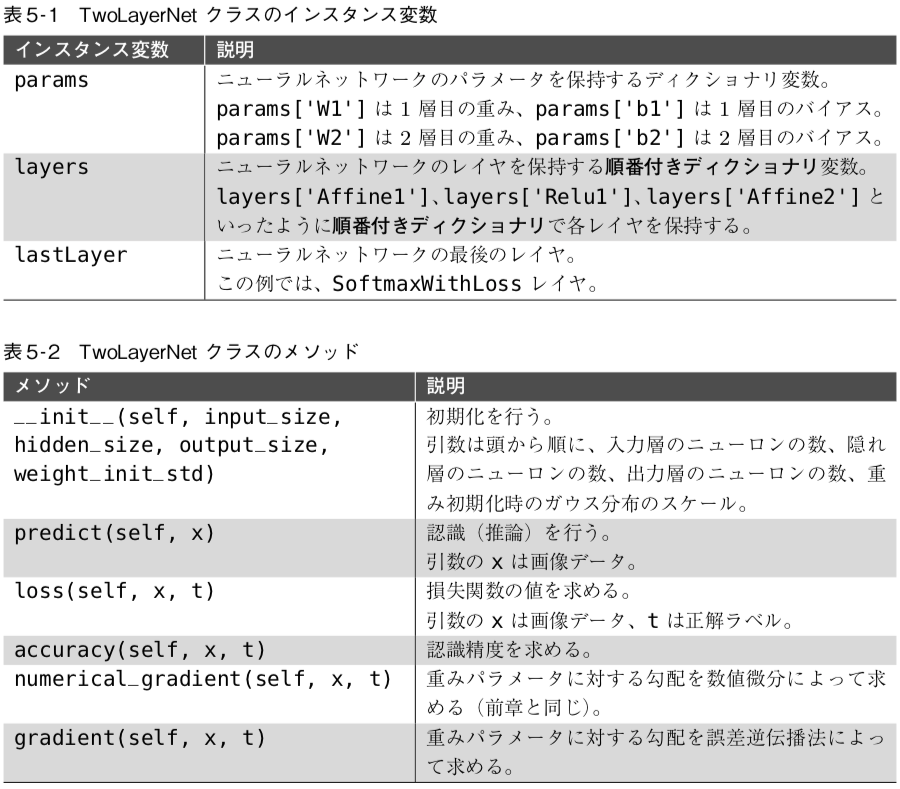 表5-1 TwoLayerNet クラスのインスタンス変数
インスタンス変数 説明
params ニューラルネットワークのパラメータを保持するディクショナリ変数。
params['W1'] は 1 層目の重み、params['b1'] は 1 層目のバイアス。
params['W2'] は 2 層目の重み、params['b2'] は 2 層目のバイアス。
layers ニューラルネットワークのレイヤを保持する順番付きディクショナリ変数。
layers['Affine1']、layers['Relu1']、layers['Affine2'] と
いったように順番付きディクショナリで各レイヤを保持する。
lastLayer ニューラルネットワークの最後のレイヤ。
この例では、SoftmaxWithLoss レイヤ。
表5-2 TwoLayerNet クラスのメソッド
メソッド 説明
__init__(self, input_size, 初期化を行う。
hidden_size, output_size, 引数は頭から順に、入力層のニューロンの数、隠れ
weight_init_std) 層のニューロンの数、出力層のニューロンの数、重
み初期化時のガウス分布のスケール。
predict(self, x) 認識（推論）を行う。
引数の x は画像データ。
loss(self, x, t) 損失関数の値を求める。
引数の x は画像データ、t は正解ラベル。
accuracy(self, x, t) 認識精度を求める。
numerical_gradient(self, x, t) 重みパラメータに対する勾配を数値微分によって求
める（前章と同じ）。
gradient(self, x, t) 重みパラメータに対する勾配を誤差逆伝播法によっ
て求める。